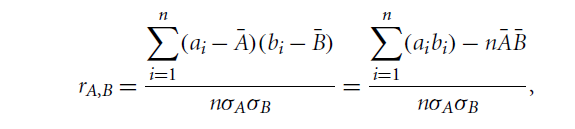 r_{A,B} = \frac{\sum_{i=1}^{n}(a_i - \bar{A})(b_i - \bar{B})}{n\sigma_A\sigma_B} = \frac{\sum_{i=1}^{n}(a_i b_i) - n\bar{A}\bar{B}}{n\sigma_A\sigma_B},